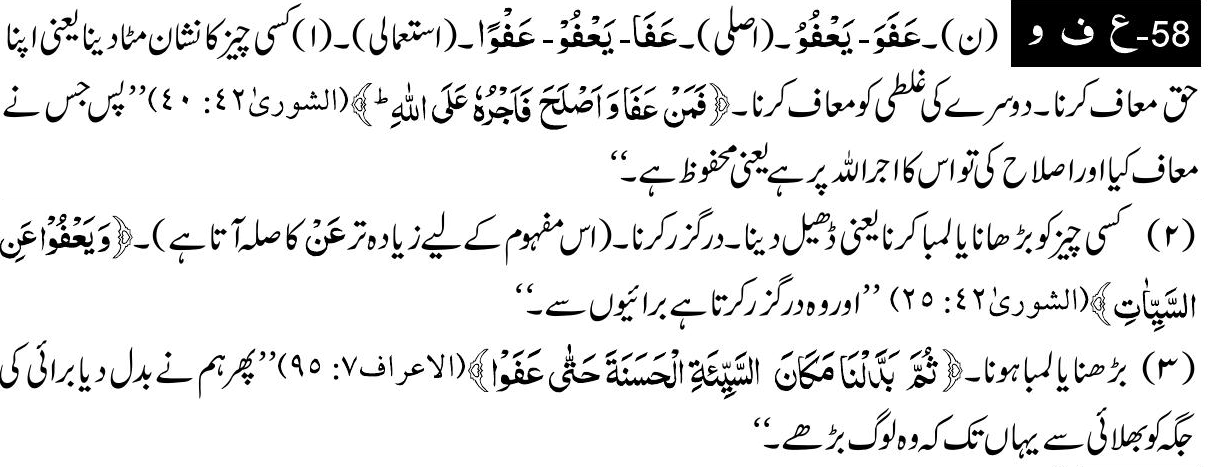 58-ع ف و (ن)۔عَفَوَ۔ یَعْفُوُ۔(اصلی)۔عَفَا۔ یَعْفُوْ۔ عَفْوًا۔(استعمالی)۔(۱)کسی چیز کا نشان مٹا دینا یعنی اپنا
حق معاف کرنا۔دوسرے کی غلطی کو معاف کرنا۔﴿فَمَنْ عَفَا وَ اَصْلَحَ فَاَجْرُہٗ عَلَی اللّٰہِ ؕ﴾(الشوریٰ۴۲: ۴۰)’’پس جس نے
معاف کیا اور اصلاح کی تو اس کا اجر اللہ پر ہے یعنی محفوظ ہے۔‘‘
(۲) کسی چیز کو بڑھانا یا لمبا کرنا یعنی ڈھیل دینا۔درگزر کرنا۔(اس مفہوم کے لیے زیادہ تر عَنْ کا صلہ آتا ہے)۔﴿وَیَعْفُوْا عَنِ
السَّیِّاٰتِ﴾(الشوریٰ۴۲: ۲۵) ’’اور وہ درگزر کرتا ہے برائیوں سے۔‘‘
(۳) بڑھنا یا لمبا ہونا۔﴿ثُمَّ بَدَّلْنَا مَکَانَ السَّیِّئَۃِ الْحَسَنَۃَ حَتّٰی عَفَوْا﴾(الاعراف۷: ۹۵)’’پھر ہم نے بدل دیا برائی کی
جگہ کو بھلائی سے یہاں تک کہ وہ لوگ بڑھے۔‘‘